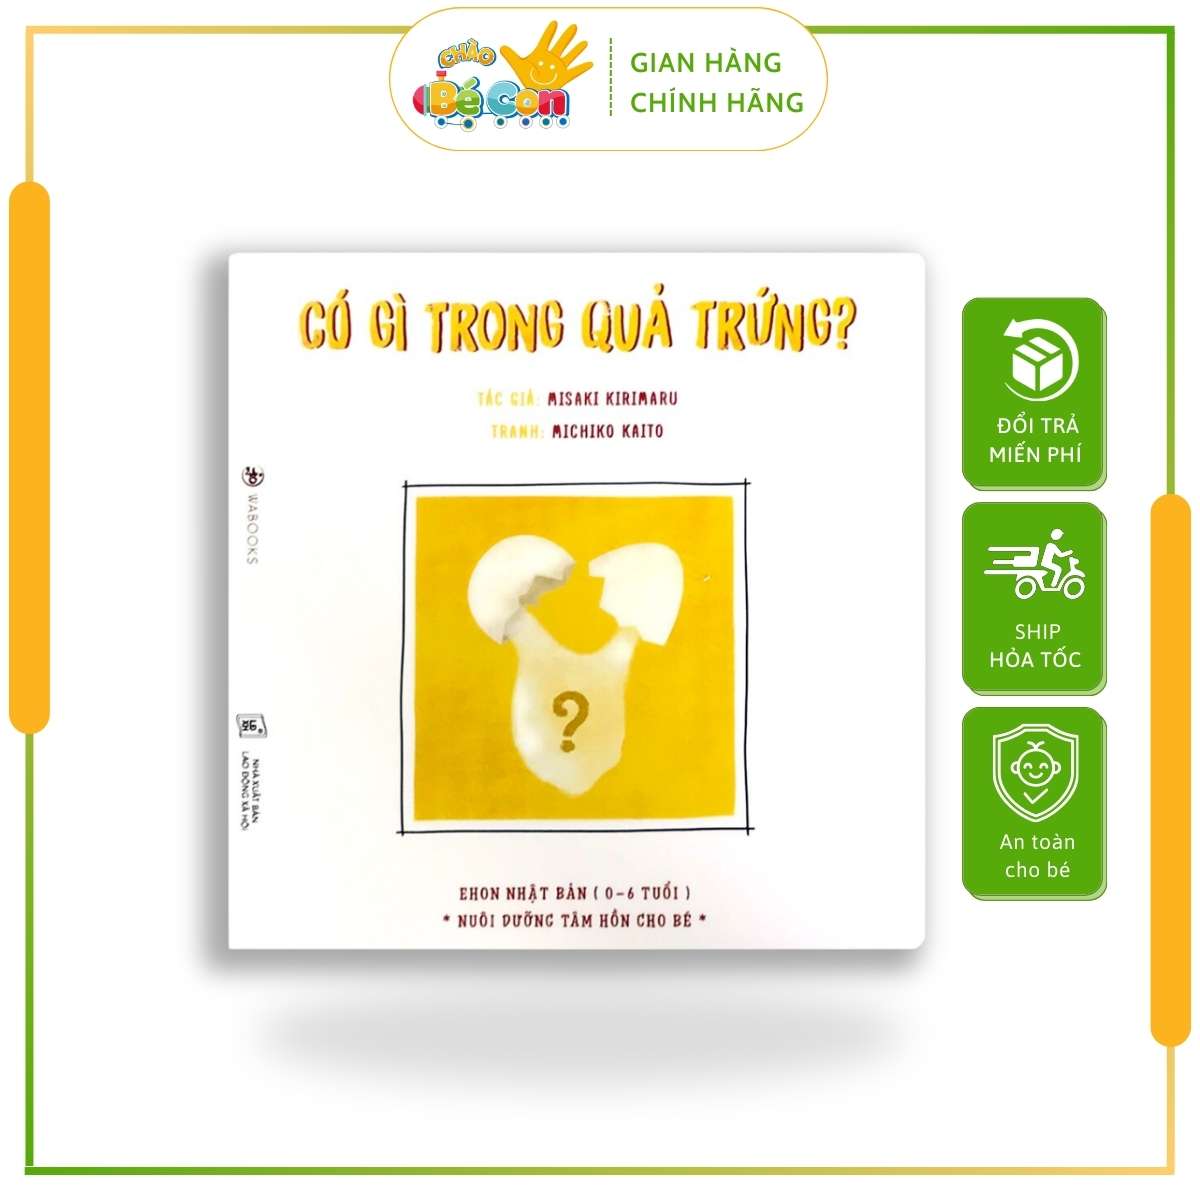 CHÀO
Bé Con
GIAN HÀNG
CHÍNH HÃNG
CÓ GÌ TRONG QUẢ TRỨNG?
TÁC GIẢ: MISAKI KIRIMARU
TRANH: MICHIKO KAITO
WABOOKS
NHÀ XUẤT BẢN
LAO ĐỘNG XÃ HỘI
?
EHON NHẬT BẢN ( 0-6 TUỔI )
* NUÔI DƯỠNG TÂM HỒN CHO BÉ *
ĐỔI TRẢ
MIẾN PHÍ
SHIP
HỎA TỐC
An toàn
cho bé